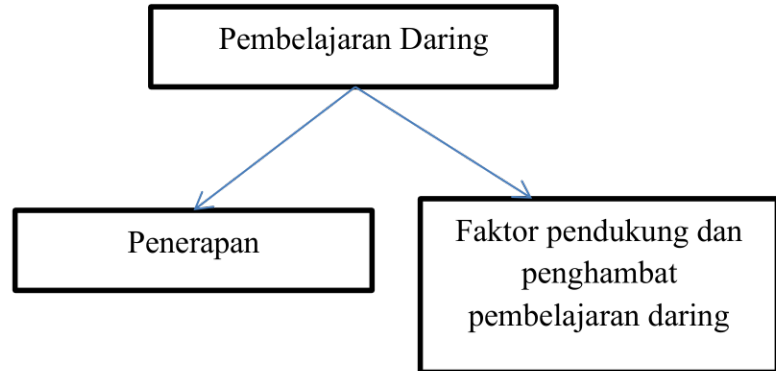 Pembelajaran Daring
Penerapan
Faktor pendukung dan
penghambat
pembelajaran daring